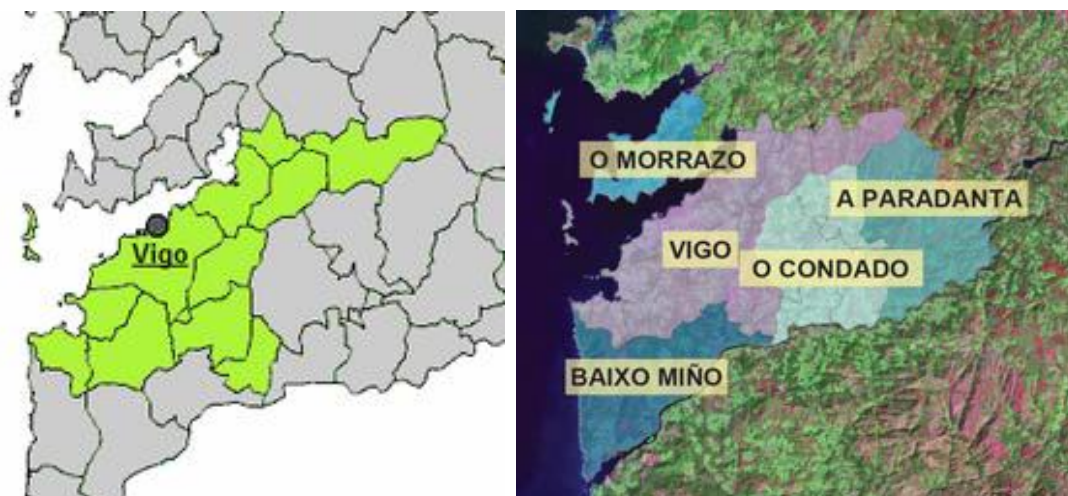 Vigo
O MORRAZO
A PARADANTA
VIGO
O CONDADO
BAIXO MIÑO